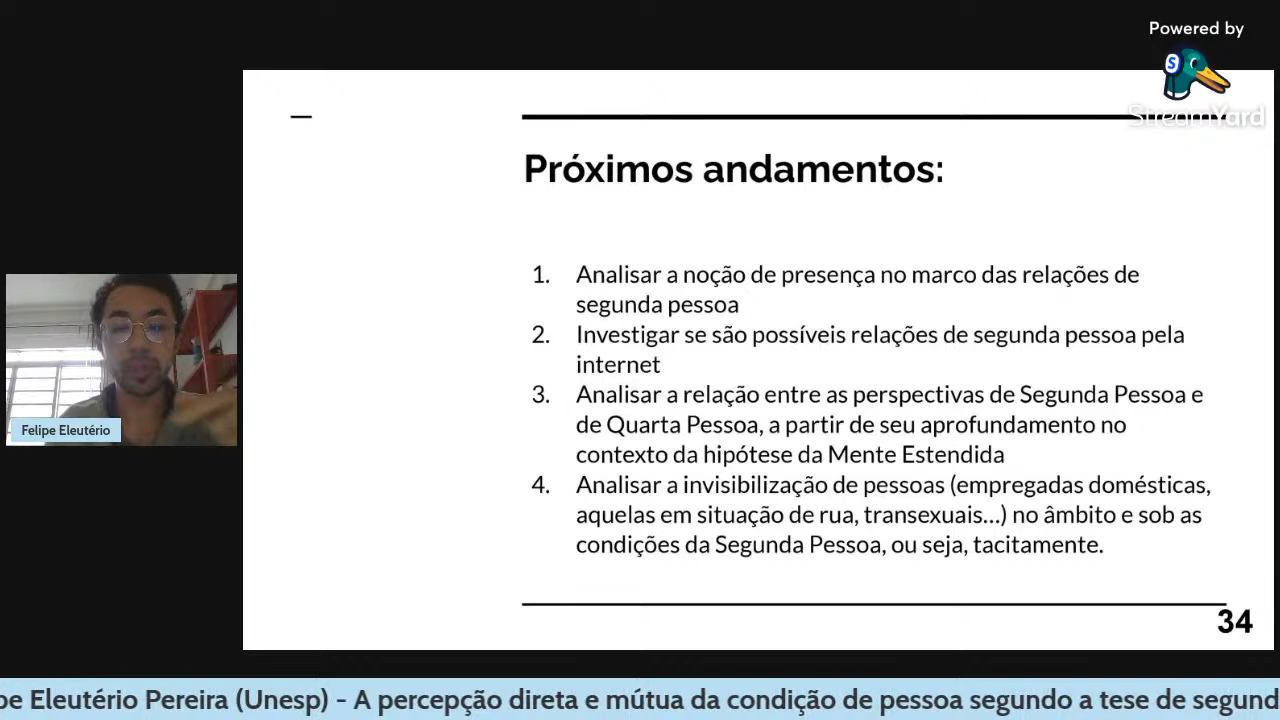 Powered by
StreamYard
Próximos andamentos:
1. Analisar a noção de presença no marco das relações de
segunda pessoa
2. Investigar se são possíveis relações de segunda pessoa pela
internet
3. Analisar a relação entre as perspectivas de Segunda Pessoa e
de Quarta Pessoa, a partir de seu aprofundamento no
contexto da hipótese da Mente Estendida
4. Analisar a invisibilização de pessoas (empregadas domésticas,
aquelas em situação de rua, transexuais...) no âmbito e sob as
condições da Segunda Pessoa, ou seja, tacitamente.
Felipe Eleutério
34
pe Eleutério Pereira (Unesp) - A percepção direta e mútua da condição de pessoa segundo a tese de segund